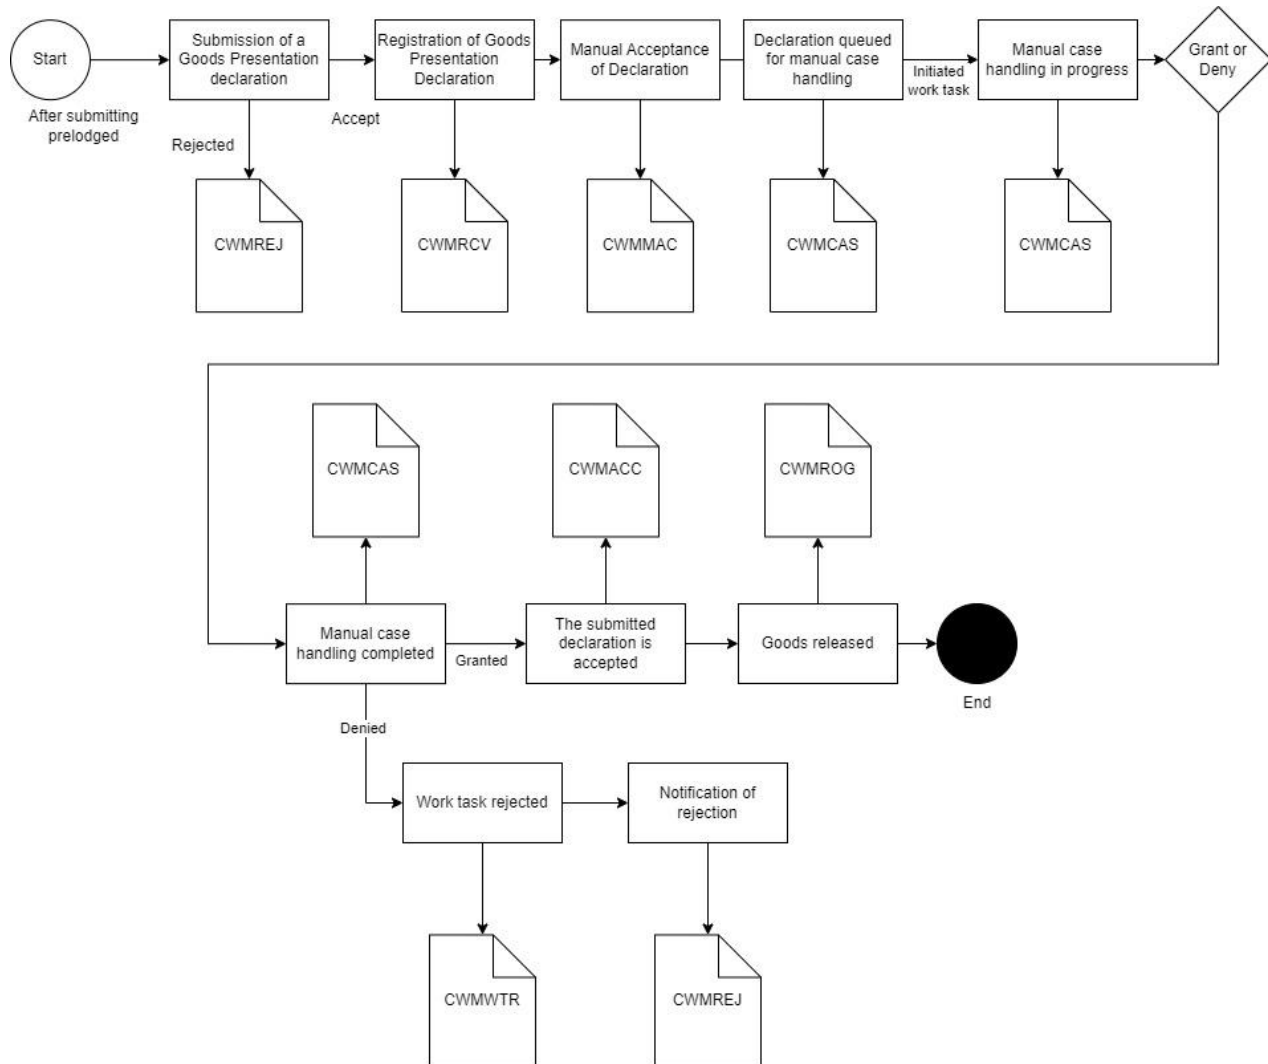 Start
After submitting
prelodged
Submission of a
Goods Presentation
declaration
Rejected
Accept
Registration of Goods
Presentation
Declaration
Manual Acceptance
of Declaration
Declaration queued
for manual case
handling
Initiated
work task
Manual case
handling in progress
Grant or
Deny
CWMREJ
CWMRCV
CWMMAC
CWMCAS
CWMCAS
CWMCAS
CWMACC
CWMROG
Manual case
handling completed
Granted
The submitted
declaration is
accepted
Goods released
End
Denied
Work task rejected
Notification of
rejection
CWMWTR
CWMREJ